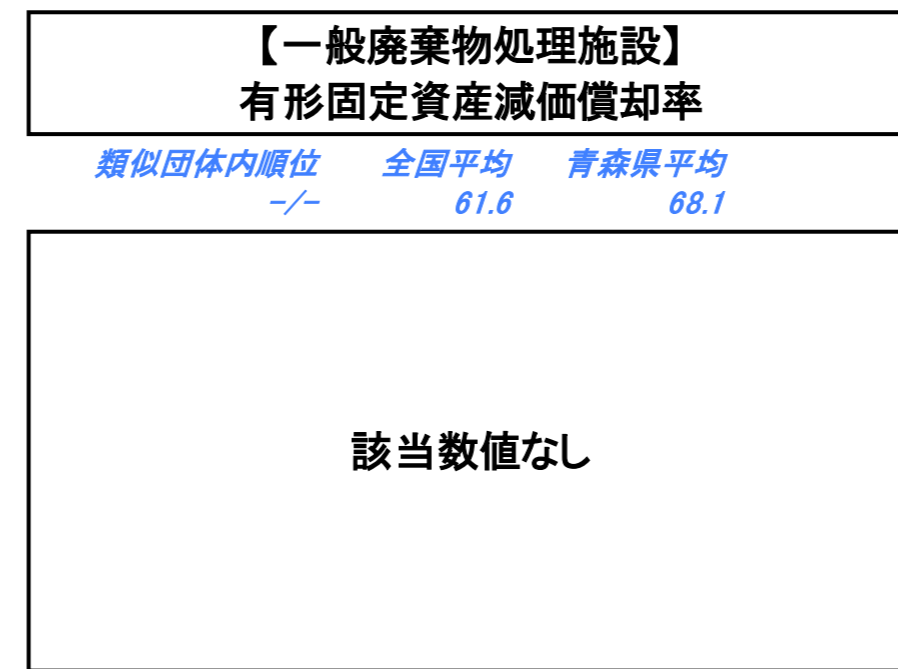 【一般廃棄物処理施設】
有形固定資産減価償却率
類似団体内順位 全国平均 青森県平均
-/- 61.6 68.1
該当数値なし